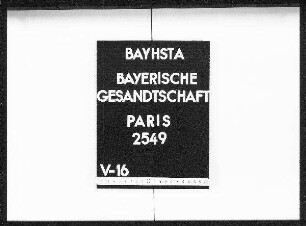 BAYHSTA
BAYERISCHE
GESANDTSCHAFT
PARIS
2549
V-16